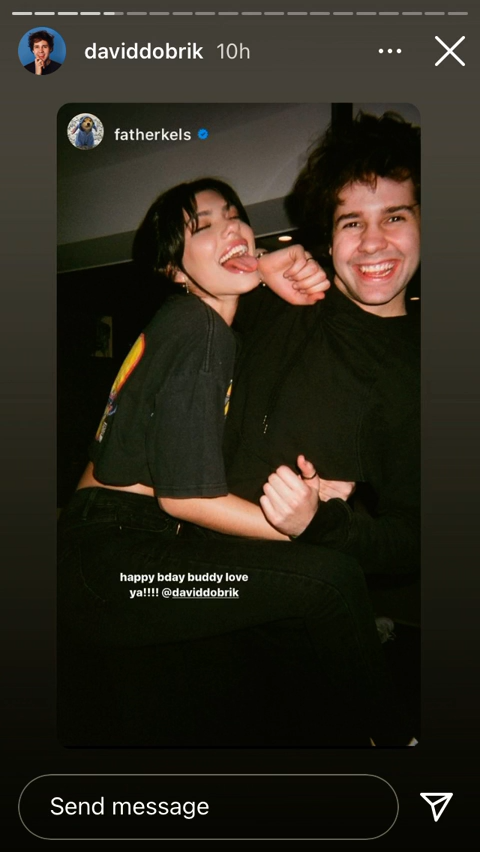 daviddobrik 10h
fatherkels
happy bday buddy love
ya!!!! @daviddobrik
Send message